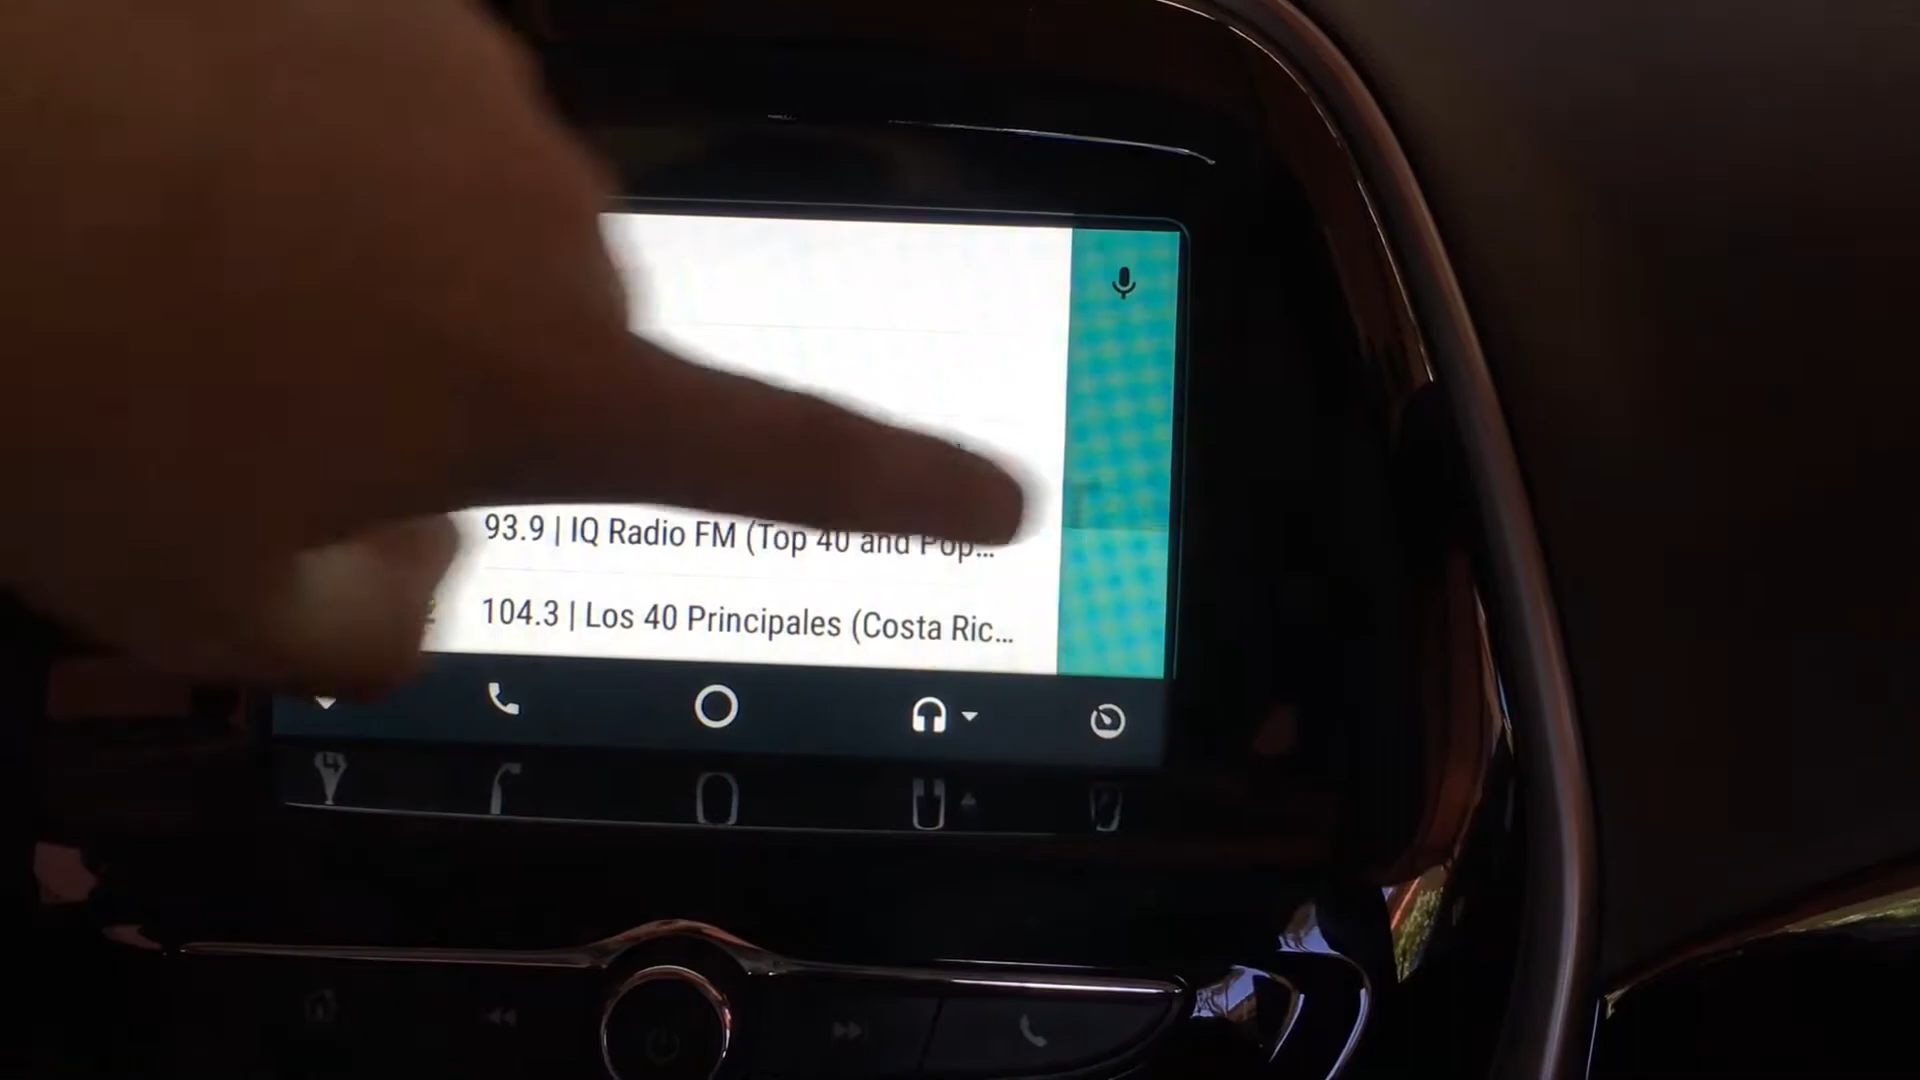 93.9 | IQ Radio FM (Top 40 and Pop...
104.3 | Los 40 Principales (Costa Ric...